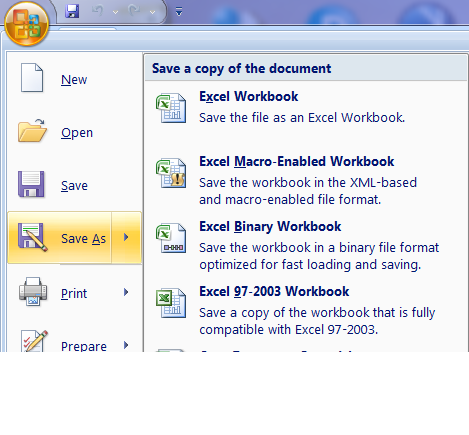 New
Open
Save
Save As
Print
Prepare
Save a copy of the document
Excel Workbook
Save the file as an Excel Workbook.
Excel Macro-Enabled Workbook
Save the workbook in the XML-based
and macro-enabled file format.
Excel Binary Workbook
Save the workbook in a binary file format
optimized for fast loading and saving.
Excel 97-2003 Workbook
Save a copy of the workbook that is fully
compatible with Excel 97-2003.